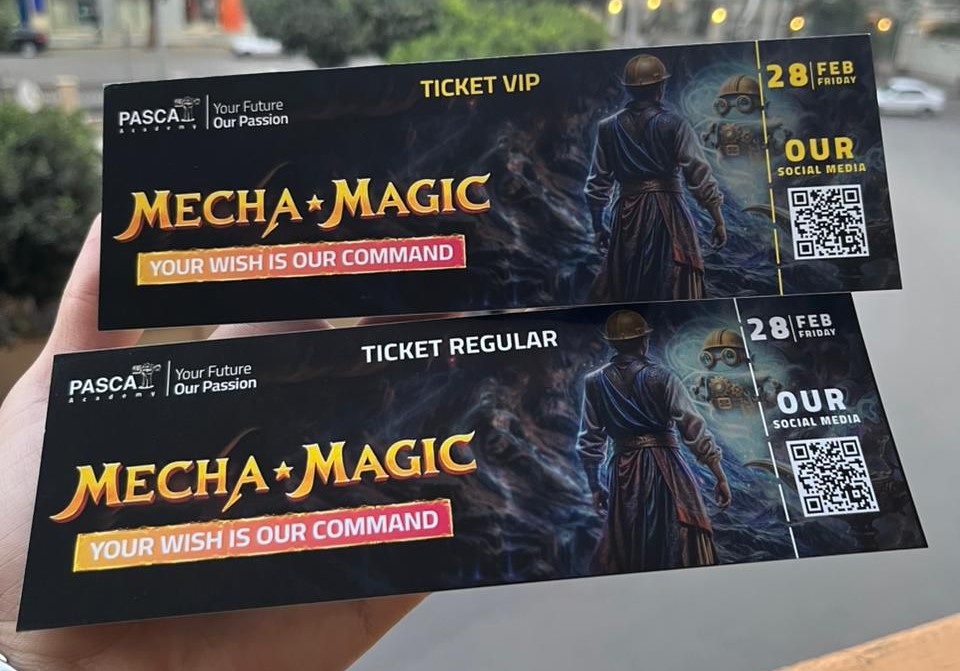 TICKET VIP
PASCAL
Academy
Your Future
Our Passion
MECHA★MAGIC
YOUR WISH IS OUR COMMAND
28 FEB
FRIDAY
OUR
SOCIAL MEDIA
TICKET REGULAR
PASCAL
Academy
Your Future
Our Passion
MECHA★MAGIC
YOUR WISH IS OUR COMMAND
28 FEB
FRIDAY
OUR
SOCIAL MEDIA